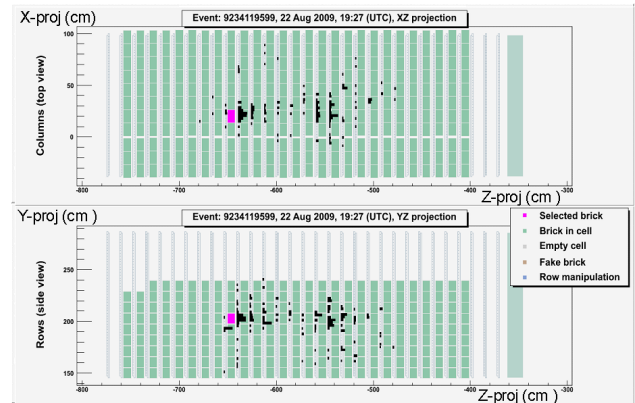 X-proj (cm)
Event: 9234119599, 22 Aug 2009, 19:27 (UTC), XZ projection
100
50
0
Columns (top view)
-800
-700
-600
-500
-400
-300
Z-proj (cm)
Y-proj (cm)
Event: 9234119599, 22 Aug 2009, 19:27 (UTC), YZ projection
Selected brick
Brick in cell
Empty cell
Fake brick
Row manipulation
250
200
150
Rows (side view)
-800
-700
-600
-500
-400
-300
Z-proj (cm)